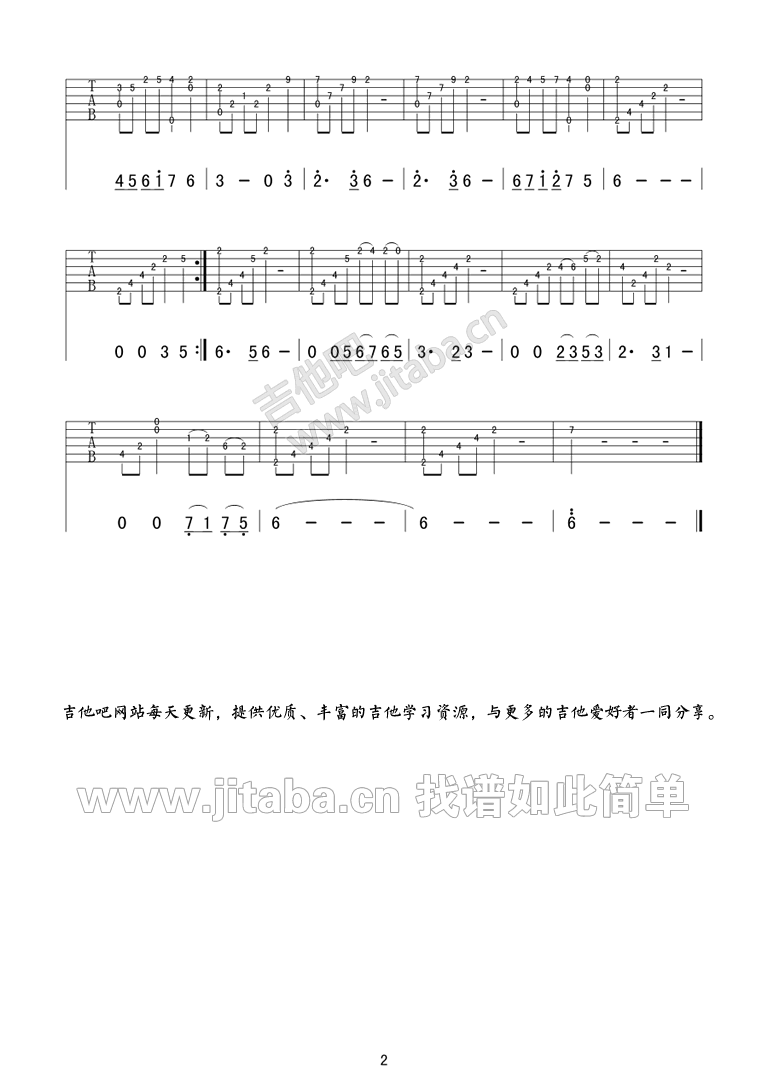 T A B
4 5 6 1 7 6 | 3 - 0 3 | 2· 3 6 - | 2· 3 6 - | 6 7 1 2 7 5 | 6 - - - |
T A B
0 0 3 5 :| 6· 5 6 - | 0 0 5 6 7 6 5 | 3· 2 3 - | 0 0 2 3 5 3 | 2· 3 1 - |
吉他吧
www.jitaba.cn
T A B
0 0 7 1 7 5 | 6 - - - | 6 - - - | 6 - - - ||
吉他吧网站每天更新，提供优质、丰富的吉他学习资源，与更多的吉他爱好者一同分享。
www.jitaba.cn 找谱如此简单
2